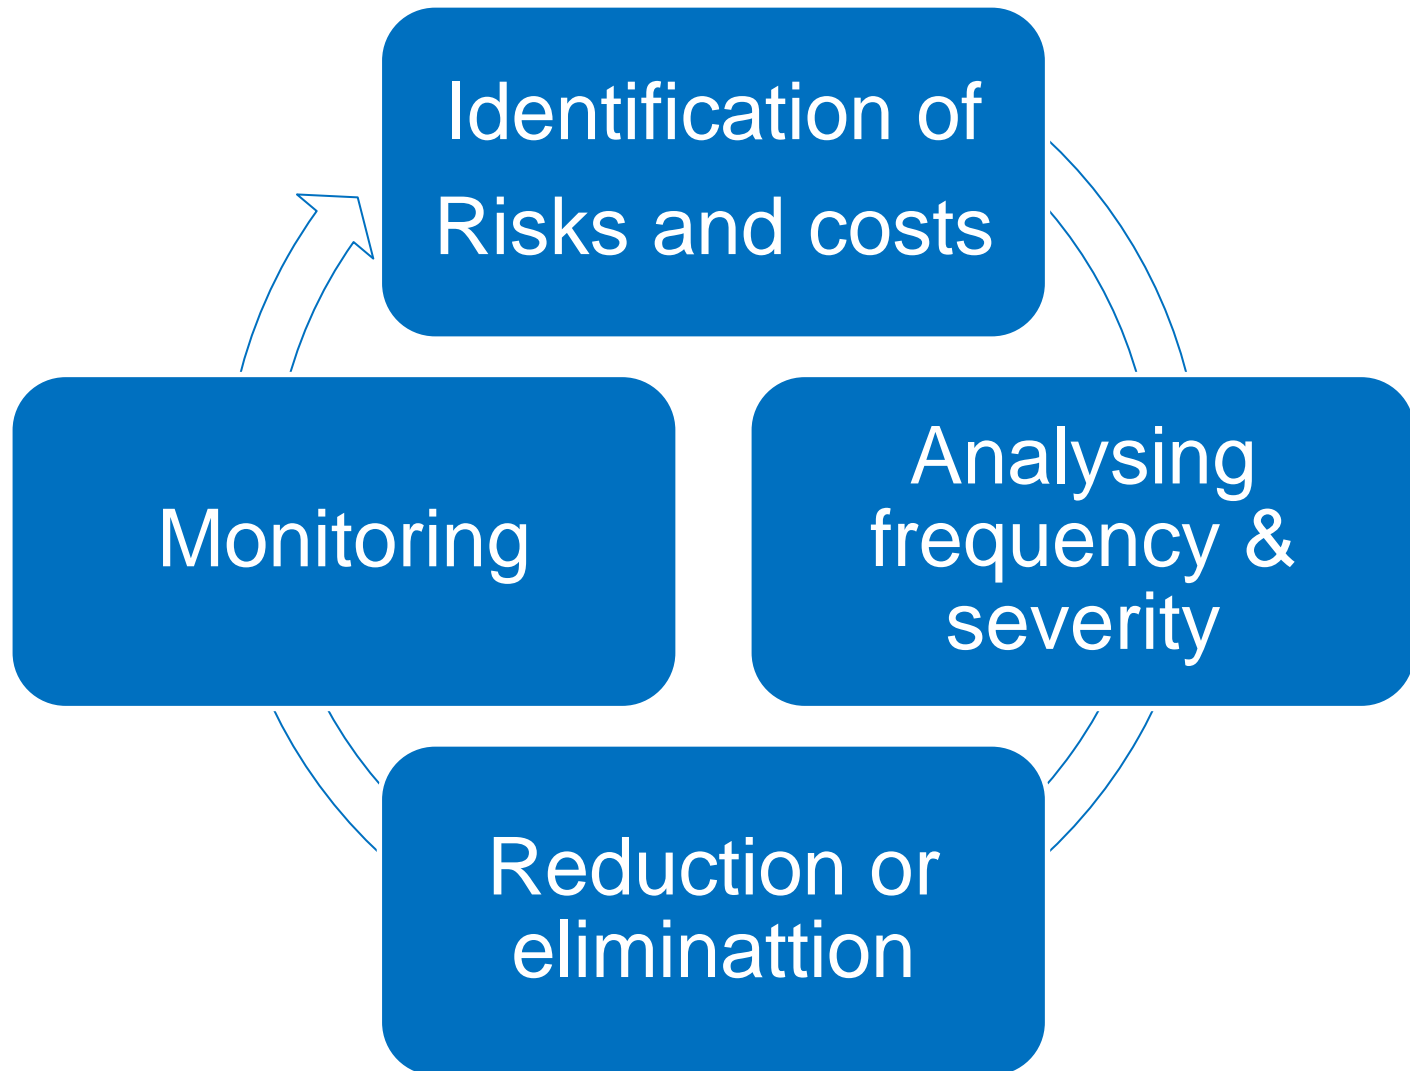 Identification of
Risks and costs
Analysing
frequency &
severity
Reduction or
eliminattion
Monitoring